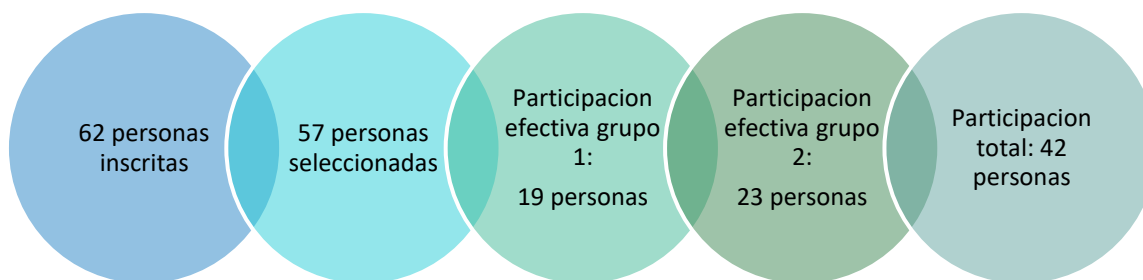 62 personas
inscritas
57 personas
seleccionadas
Participacion
efectiva grupo
1:
19 personas
Participacion
efectiva grupo
2:
23 personas
Participacion
total: 42
personas